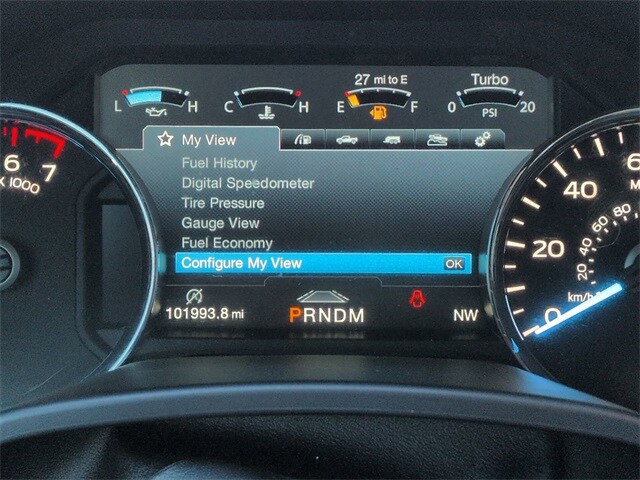 27 mi to E Turbo
L H C H E F 0 20
PSI
My View
Fuel History
Digital Speedometer
Tire Pressure
Gauge View
Fuel Economy
Configure My View OK
101993.8 mi PRNDM NW
6 7
X 1000
0 20 40 6
M
20 40 60 80
km/h